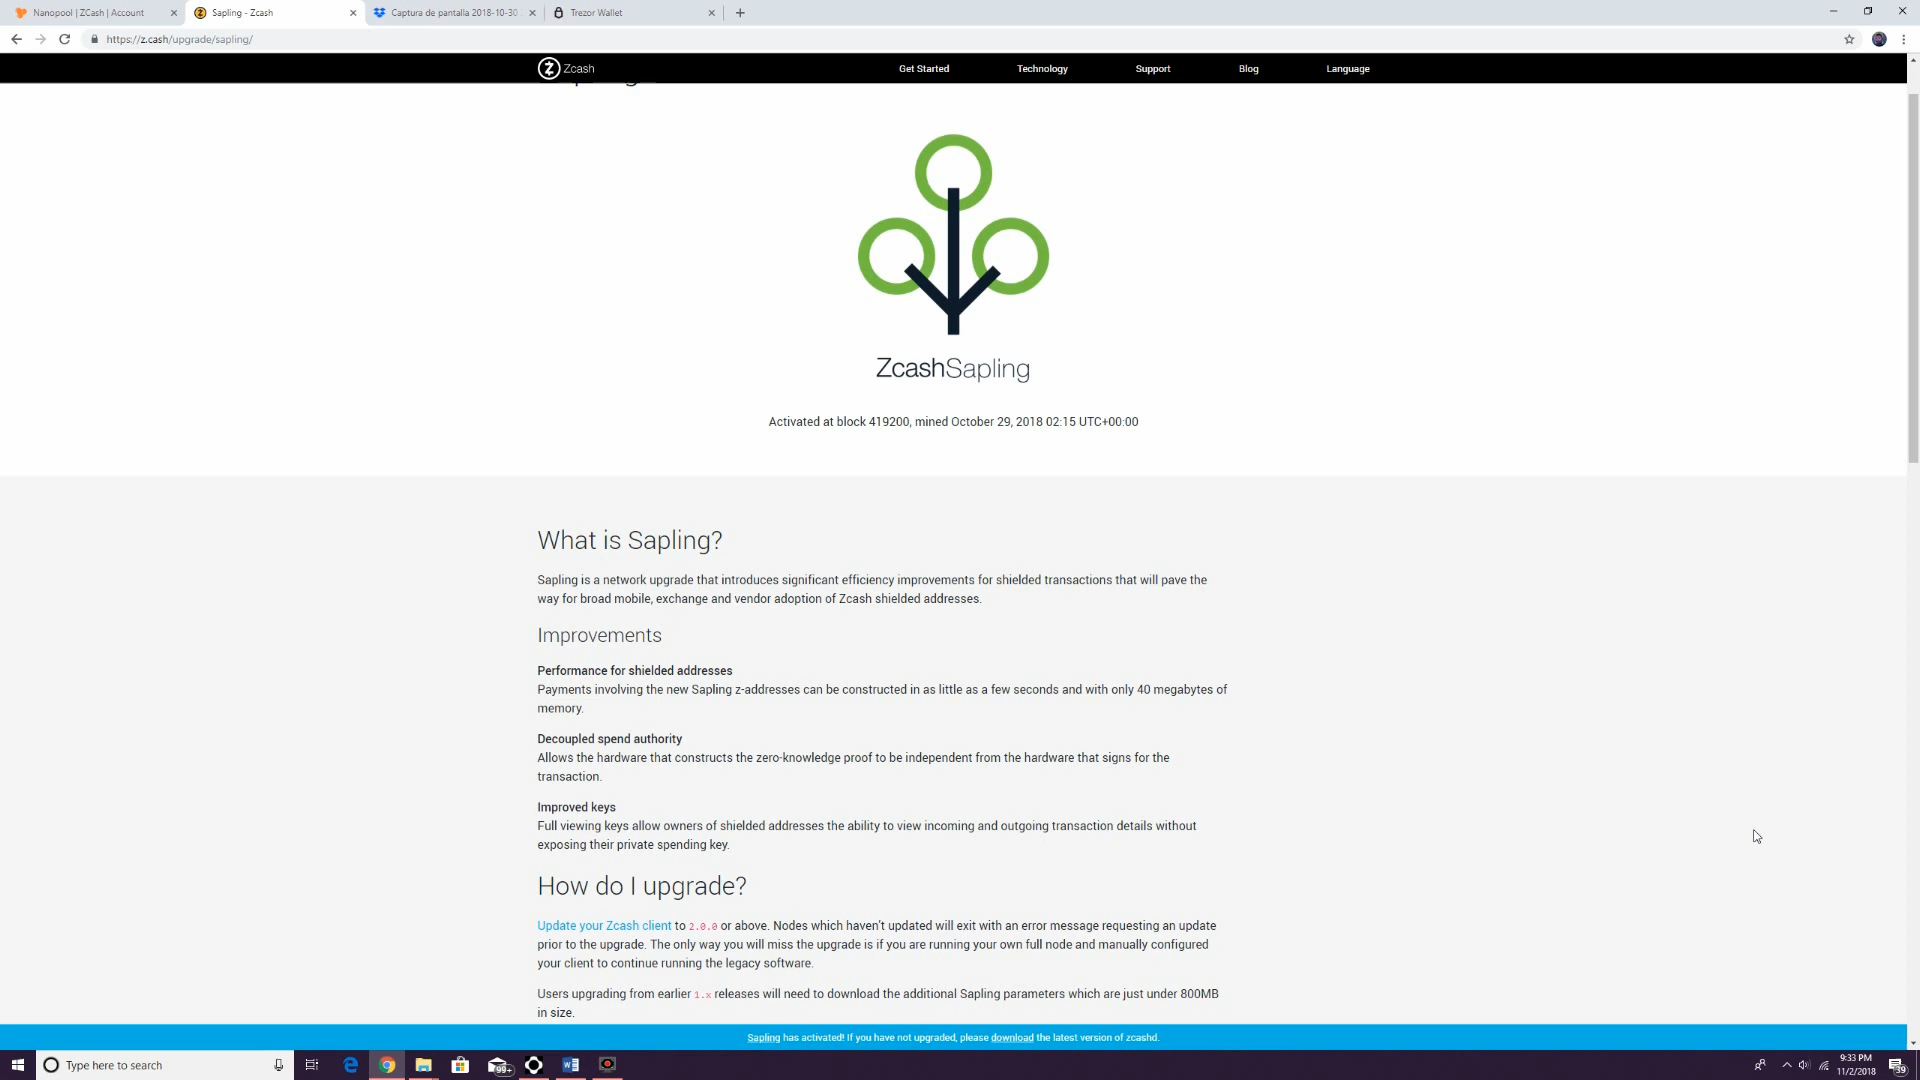 Nanopool | ZCash | Account
Sapling - Zcash
Captura de pantalla 2018-10-30
Trezor Wallet
https://z.cash/upgrade/sapling/
Zcash
Get Started
Technology
Support
Blog
Language
ZcashSapling
Activated at block 419200, mined October 29, 2018 02:15 UTC+00:00
What is Sapling?
Sapling is a network upgrade that introduces significant efficiency improvements for shielded transactions that will pave the
way for broad mobile, exchange and vendor adoption of Zcash shielded addresses.
Improvements
Performance for shielded addresses
Payments involving the new Sapling z-addresses can be constructed in as little as a few seconds and with only 40 megabytes of
memory.
Decoupled spend authority
Allows the hardware that constructs the zero-knowledge proof to be independent from the hardware that signs for the
transaction.
Improved keys
Full viewing keys allow owners of shielded addresses the ability to view incoming and outgoing transaction details without
exposing their private spending key.
How do I upgrade?
Update your Zcash client to 2.0.0 or above. Nodes which haven't updated will exit with an error message requesting an update
prior to the upgrade. The only way you will miss the upgrade is if you are running your own full node and manually configured
your client to continue running the legacy software.
Users upgrading from earlier 1.x releases will need to download the additional Sapling parameters which are just under 800MB
in size.
Sapling has activated! If you have not upgraded, please download the latest version of zcashd.
Type here to search
99+
9:33 PM
11/2/2018
39